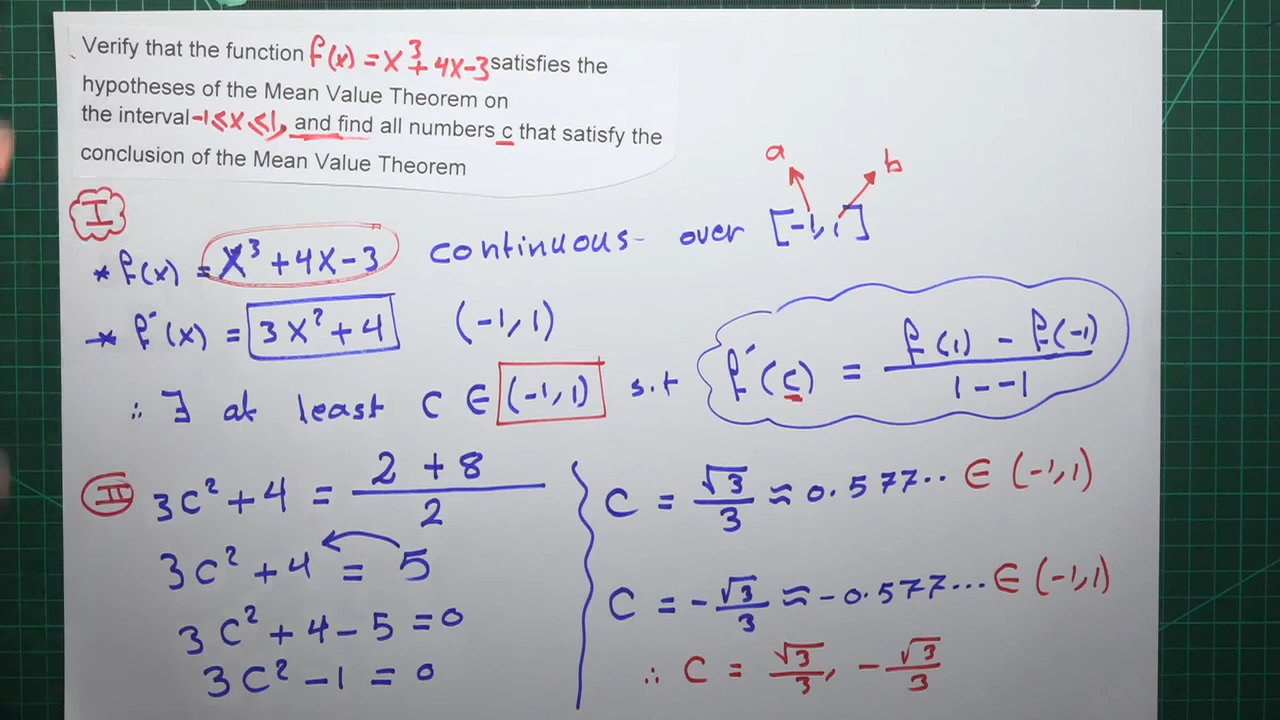 Verify that the function f(x) = x³ + 4x - 3 satisfies the
hypotheses of the Mean Value Theorem on
the interval -1 ≤ x ≤ 1, and find all numbers c that satisfy the
conclusion of the Mean Value Theorem
a b
I
* f(x) = x³ + 4x - 3 continuous - over [-1, 1]
* f'(x) = 3x² + 4 (-1, 1)
∴ ∃ at least c ∈ (-1, 1) s.t f'(c) = (f(1) - f(-1)) / (1 - -1)
II 3c² + 4 = (2 + 8) / 2
3c² + 4 = 5
3c² + 4 - 5 = 0
3c² - 1 = 0
c = √3/3 ≈ 0.577.. ∈ (-1, 1)
c = -√3/3 ≈ -0.577... ∈ (-1, 1)
∴ c = √3/3, -√3/3